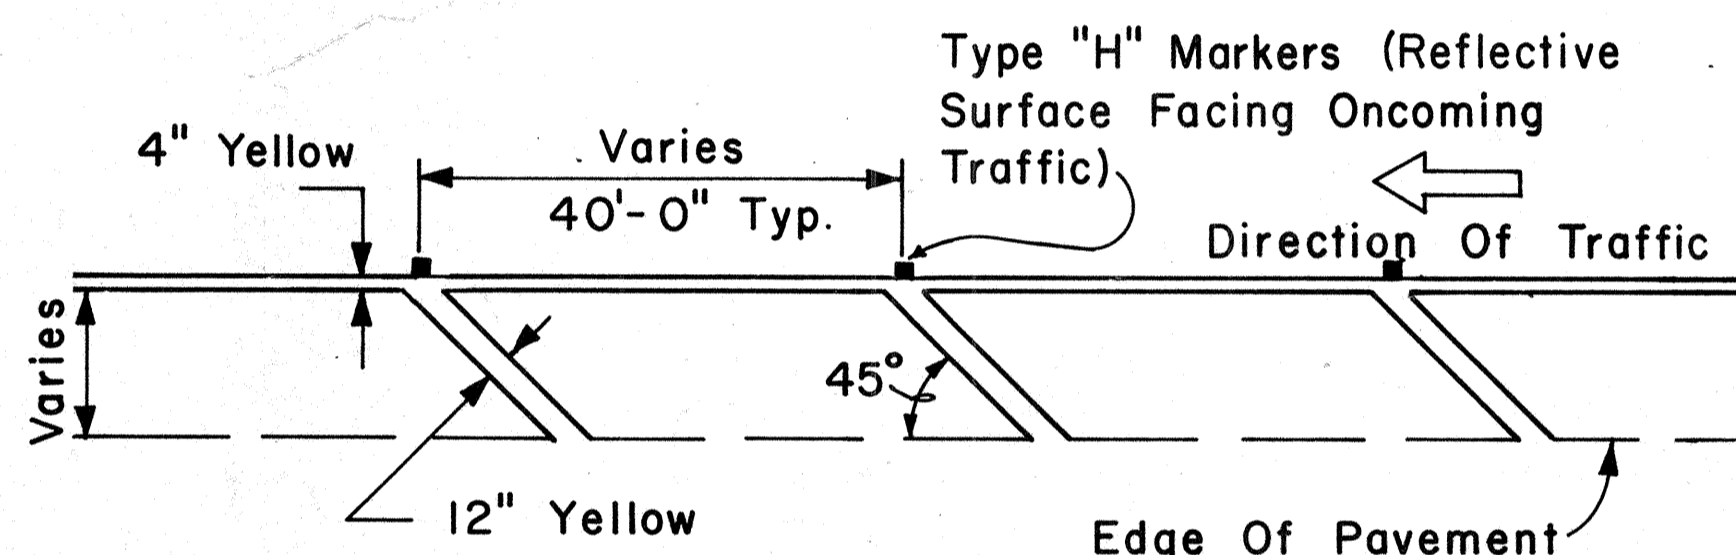 Type "H" Markers (Reflective
Surface Facing Oncoming
Traffic)
4" Yellow
Varies
40'-0" Typ.
Direction Of Traffic
Varies
45°
12" Yellow
Edge Of Pavement